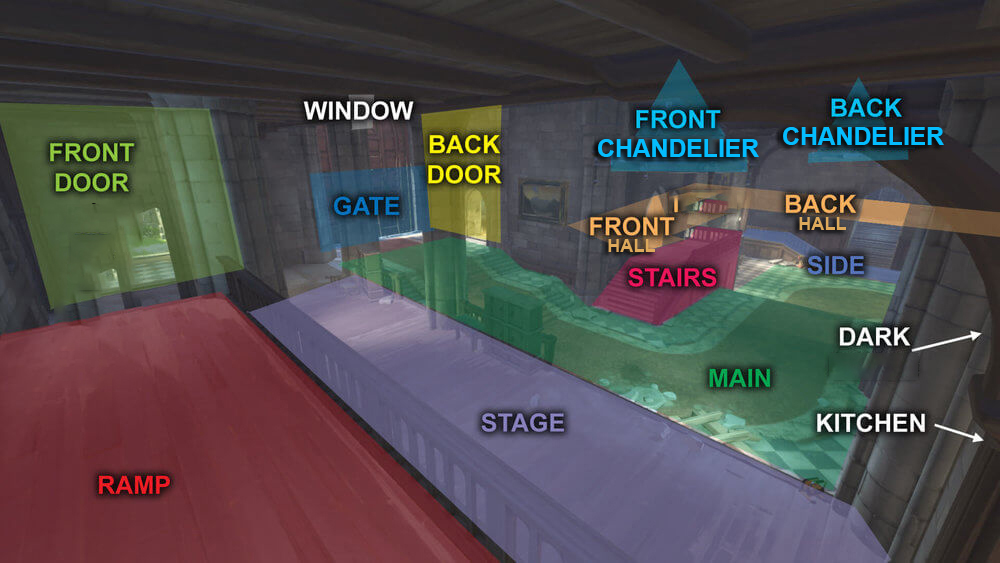 WINDOW
FRONT
DOOR
BACK
DOOR
GATE
FRONT
CHANDELIER
BACK
CHANDELIER
FRONT
HALL
BACK
HALL
STAIRS
SIDE
DARK
MAIN
KITCHEN
STAGE
RAMP